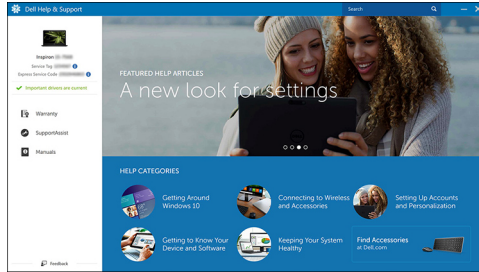 Dell Help & Support
Search
Inspiron
Service Tag
Express Service Code
Important drivers are current
Warranty
SupportAssist
Manuals
Feedback
FEATURED HELP ARTICLES
A new look for settings
HELP CATEGORIES
Getting Around
Windows 10
Connecting to Wireless
and Accessories
Setting Up Accounts
and Personalization
Getting to Know Your
Device and Software
Keeping Your System
Healthy
Find Accessories
at Dell.com